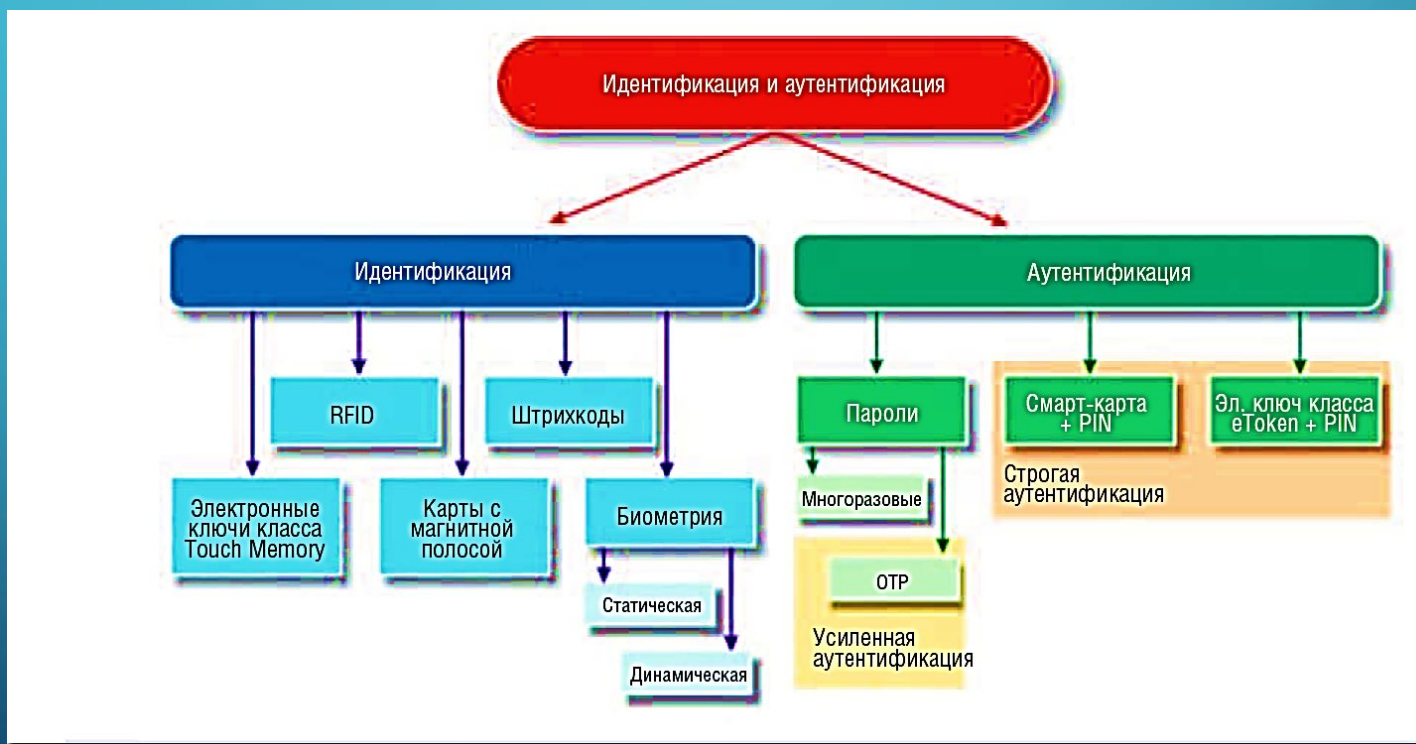 Идентификация и аутентификация
Идентификация
Аутентификация
RFID
Штрихкоды
Электронные
ключи класса
Touch Memory
Карты с
магнитной
полосой
Биометрия
Статическая
Динамическая
Пароли
Многоразовые
OTP
Усиленная
аутентификация
Смарт-карта
+ PIN
Эл. ключ класса
eToken + PIN
Строгая
аутентификация